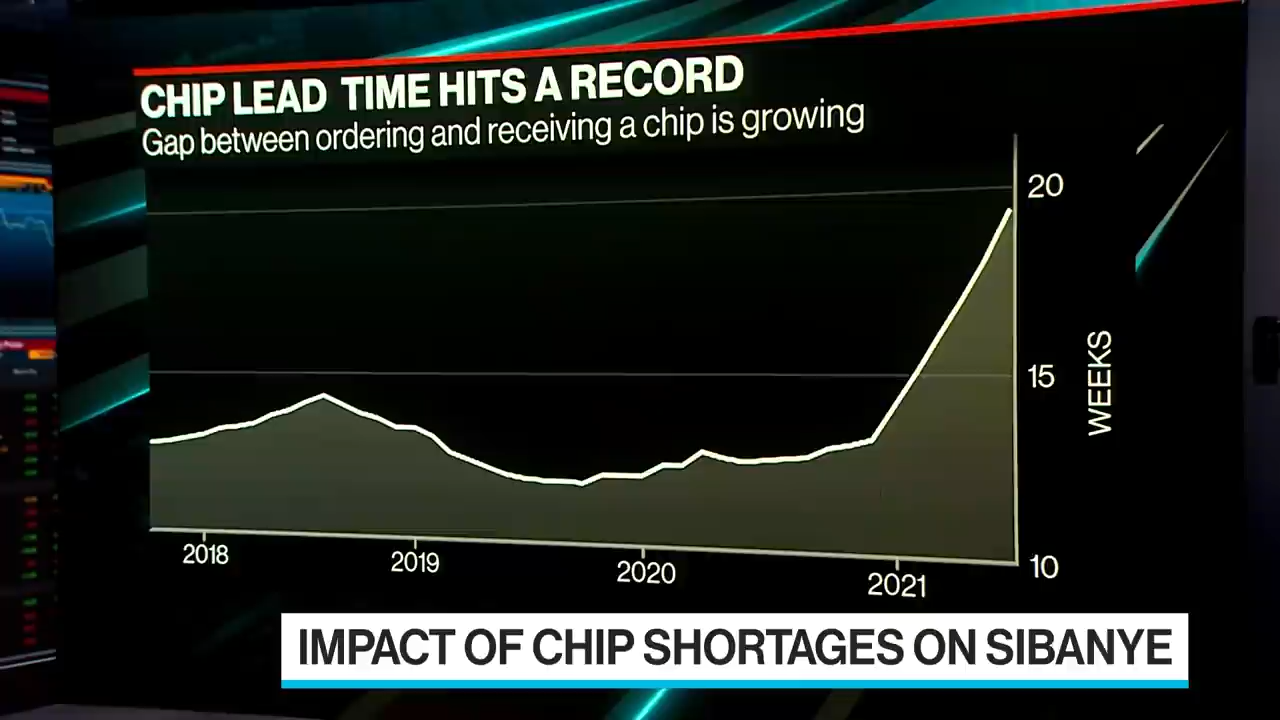 CHIP LEAD TIME HITS A RECORD
Gap between ordering and receiving a chip is growing
20
15
WEEKS
10
2018
2019
2020
2021
IMPACT OF CHIP SHORTAGES ON SIBANYE